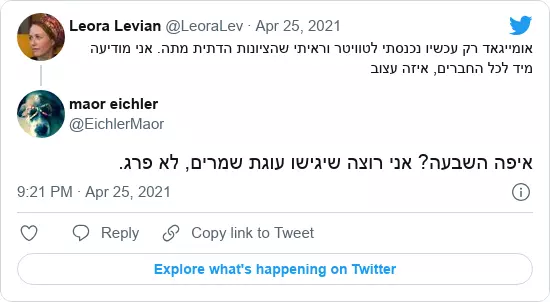 Leora Levian @LeoraLev · Apr 25, 2021
אומייגאד רק עכשיו נכנסתי לטוויטר וראיתי שהציונות הדתית מתה. אני מודיעה
מיד לכל החברים, איזה עצוב
maor eichler
@EichlerMaor
איפה השבעה? אני רוצה שיגישו עוגת שמרים, לא פרג.
9:21 PM · Apr 25, 2021
Reply
Copy link to Tweet
Explore what's happening on Twitter